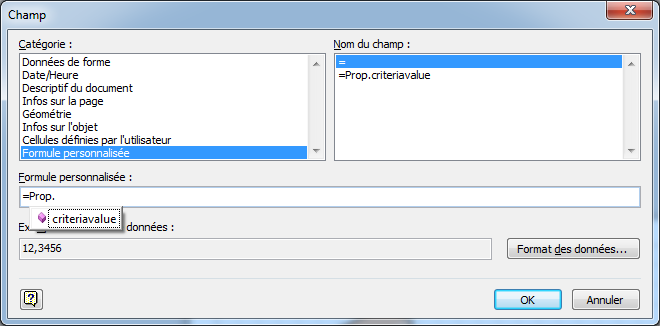 Champ
Catégorie :
Nom du champ :
Données de forme
Date/Heure
Descriptif du document
Infos sur la page
Géométrie
Infos sur l'objet
Cellules définies par l'utilisateur
Formule personnalisée
=
=Prop.criteriavalue
Formule personnalisée :
=Prop.
criteriavalue
données :
12,3456
Format des données...
OK
Annuler